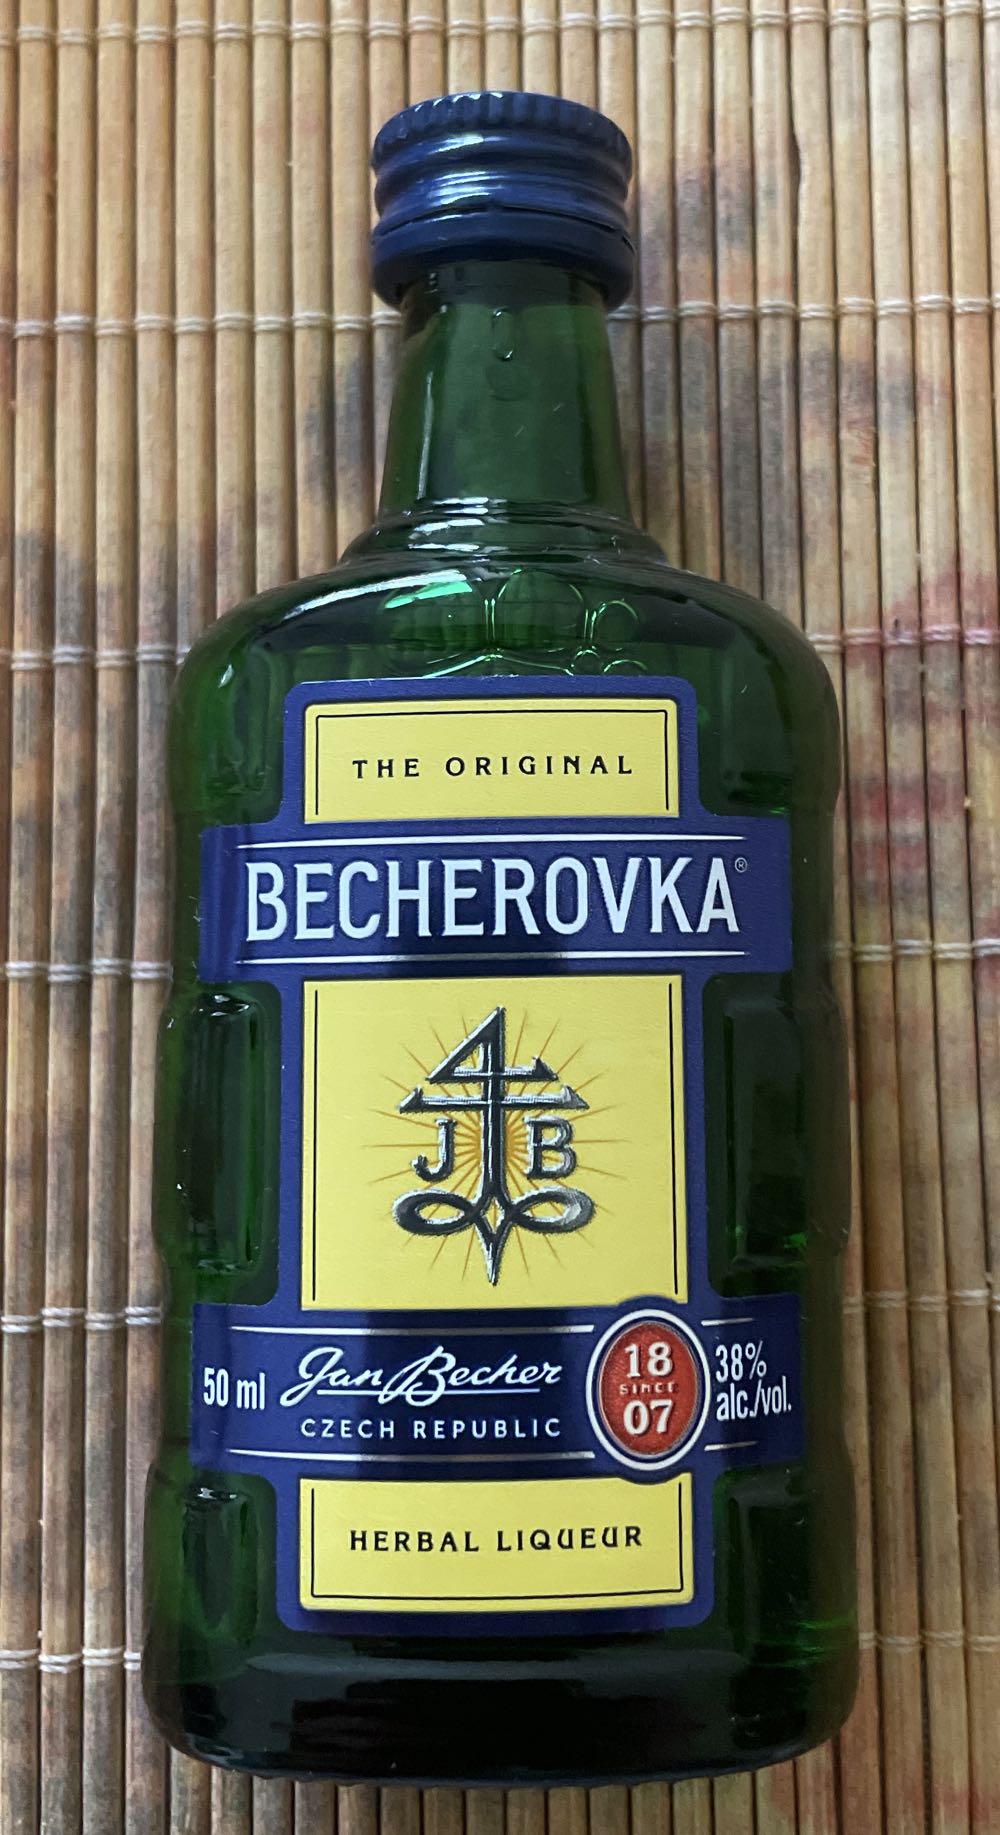 THE ORIGINAL
BECHEROVKA®
J B
50 ml
Jan Becher
CZECH REPUBLIC
18
SINCE
07
38%
alc./vol.
HERBAL LIQUEUR